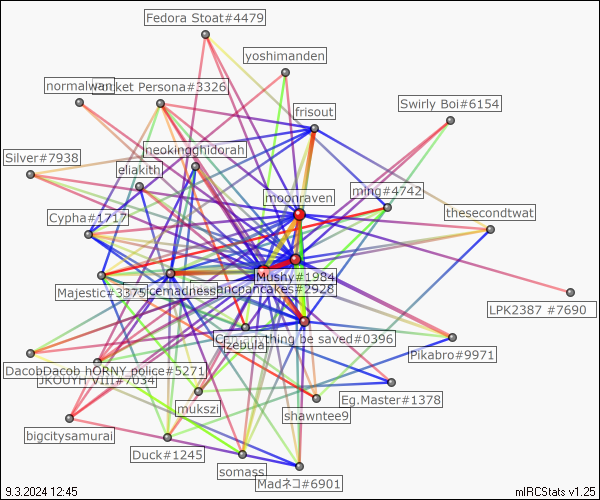 Fedora Stoat#4479
yoshimanden
normalwan
ket Persona#3326
frisout
Swirly Boi#6154
neokingghidorah
Silver#7938
eliakith
ming#4742
moonraven
Cypha#1717
thesecondtwat
Mushy#1984
Majestic#3375
icemadness
ancpancakes#2928
LPK2387 #7690
anything be saved#0396
zebula
Pikabro#9971
DacobDacob hORNY police#5271
JKOUYH VIII#7034
Eg.Master#1378
mukszi
shawntee9
bigcitysamurai
Duck#1245
somass
Madネコ#6901
9.3.2024 12:45
mIRCStats v1.25